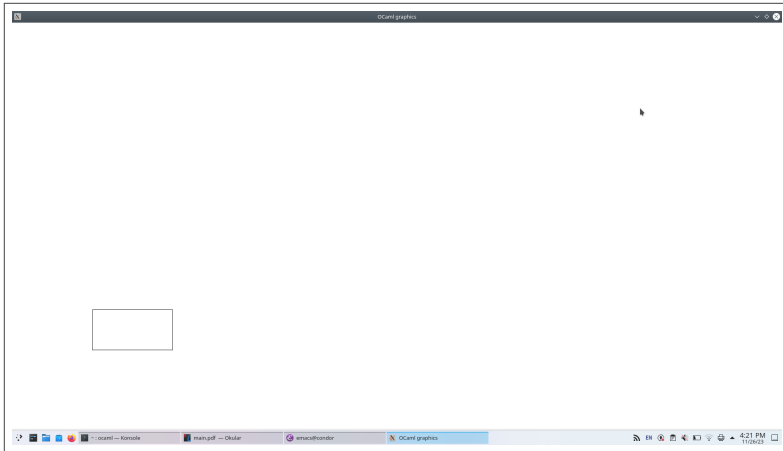 OCaml graphics
~ : ocaml — Konsole
main.pdf — Okular
emacs@condor
OCaml graphics
EN
4:21 PM
11/26/23